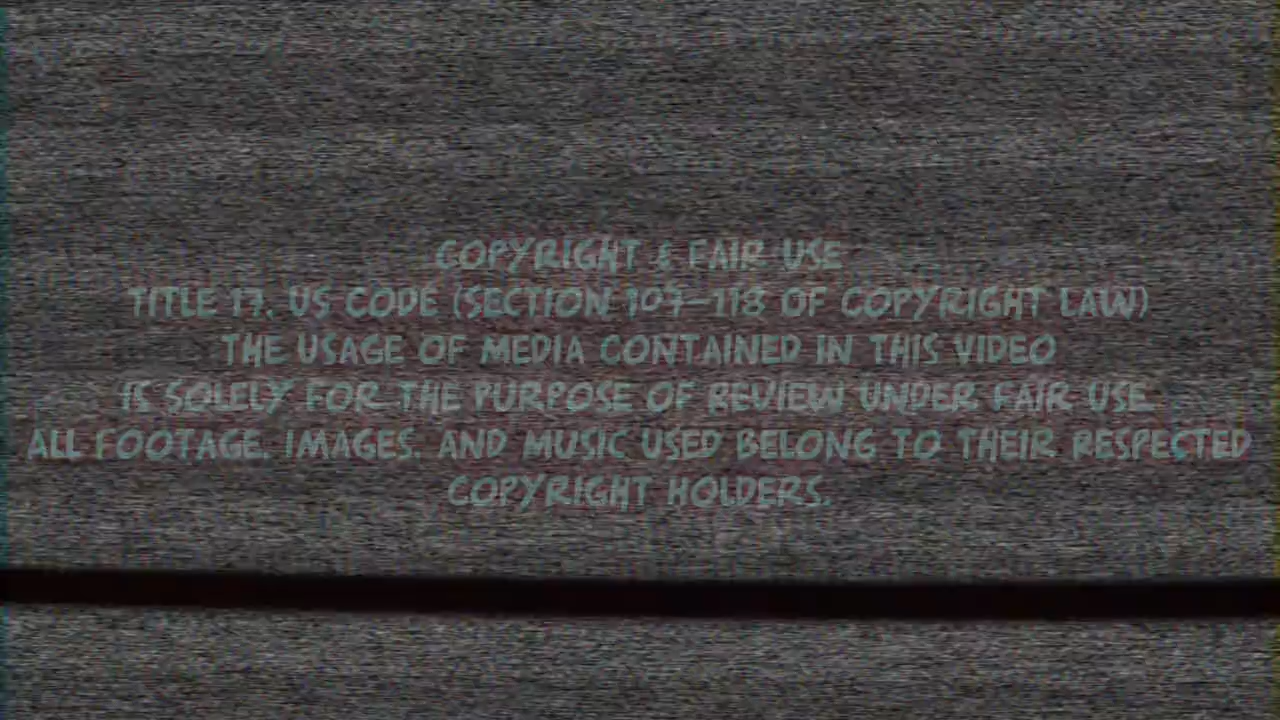 COPYRIGHT & FAIR USE
TITLE 17, US CODE (SECTION 107-118 OF COPYRIGHT LAW)
THE USAGE OF MEDIA CONTAINED IN THIS VIDEO
IS SOLELY FOR THE PURPOSE OF REVIEW UNDER FAIR USE
ALL FOOTAGE, IMAGES, AND MUSIC USED BELONG TO THEIR RESPECTED
COPYRIGHT HOLDERS.